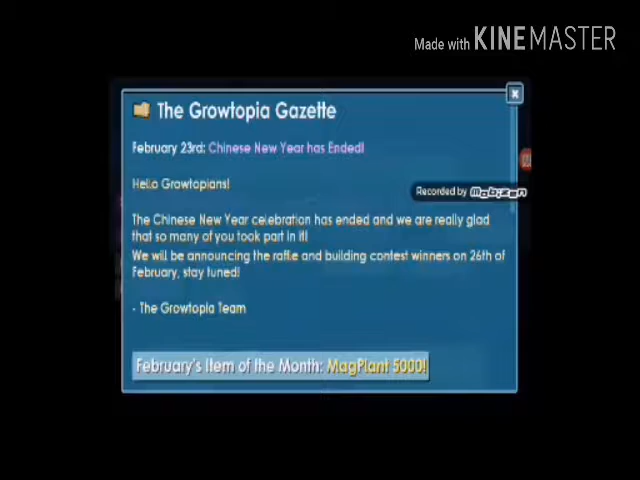 Made with KINEMASTER
The Growtopia Gazette
February 23rd: Chinese New Year has Ended!
Hello Growtopians!
Recorded by Mobizen
The Chinese New Year celebration has ended and we are really glad
that so many of you took part in it!
We will be announcing the raffle and building contest winners on 26th of
February, stay tuned!
- The Growtopia Team
February's Item of the Month: MagPlant 5000!